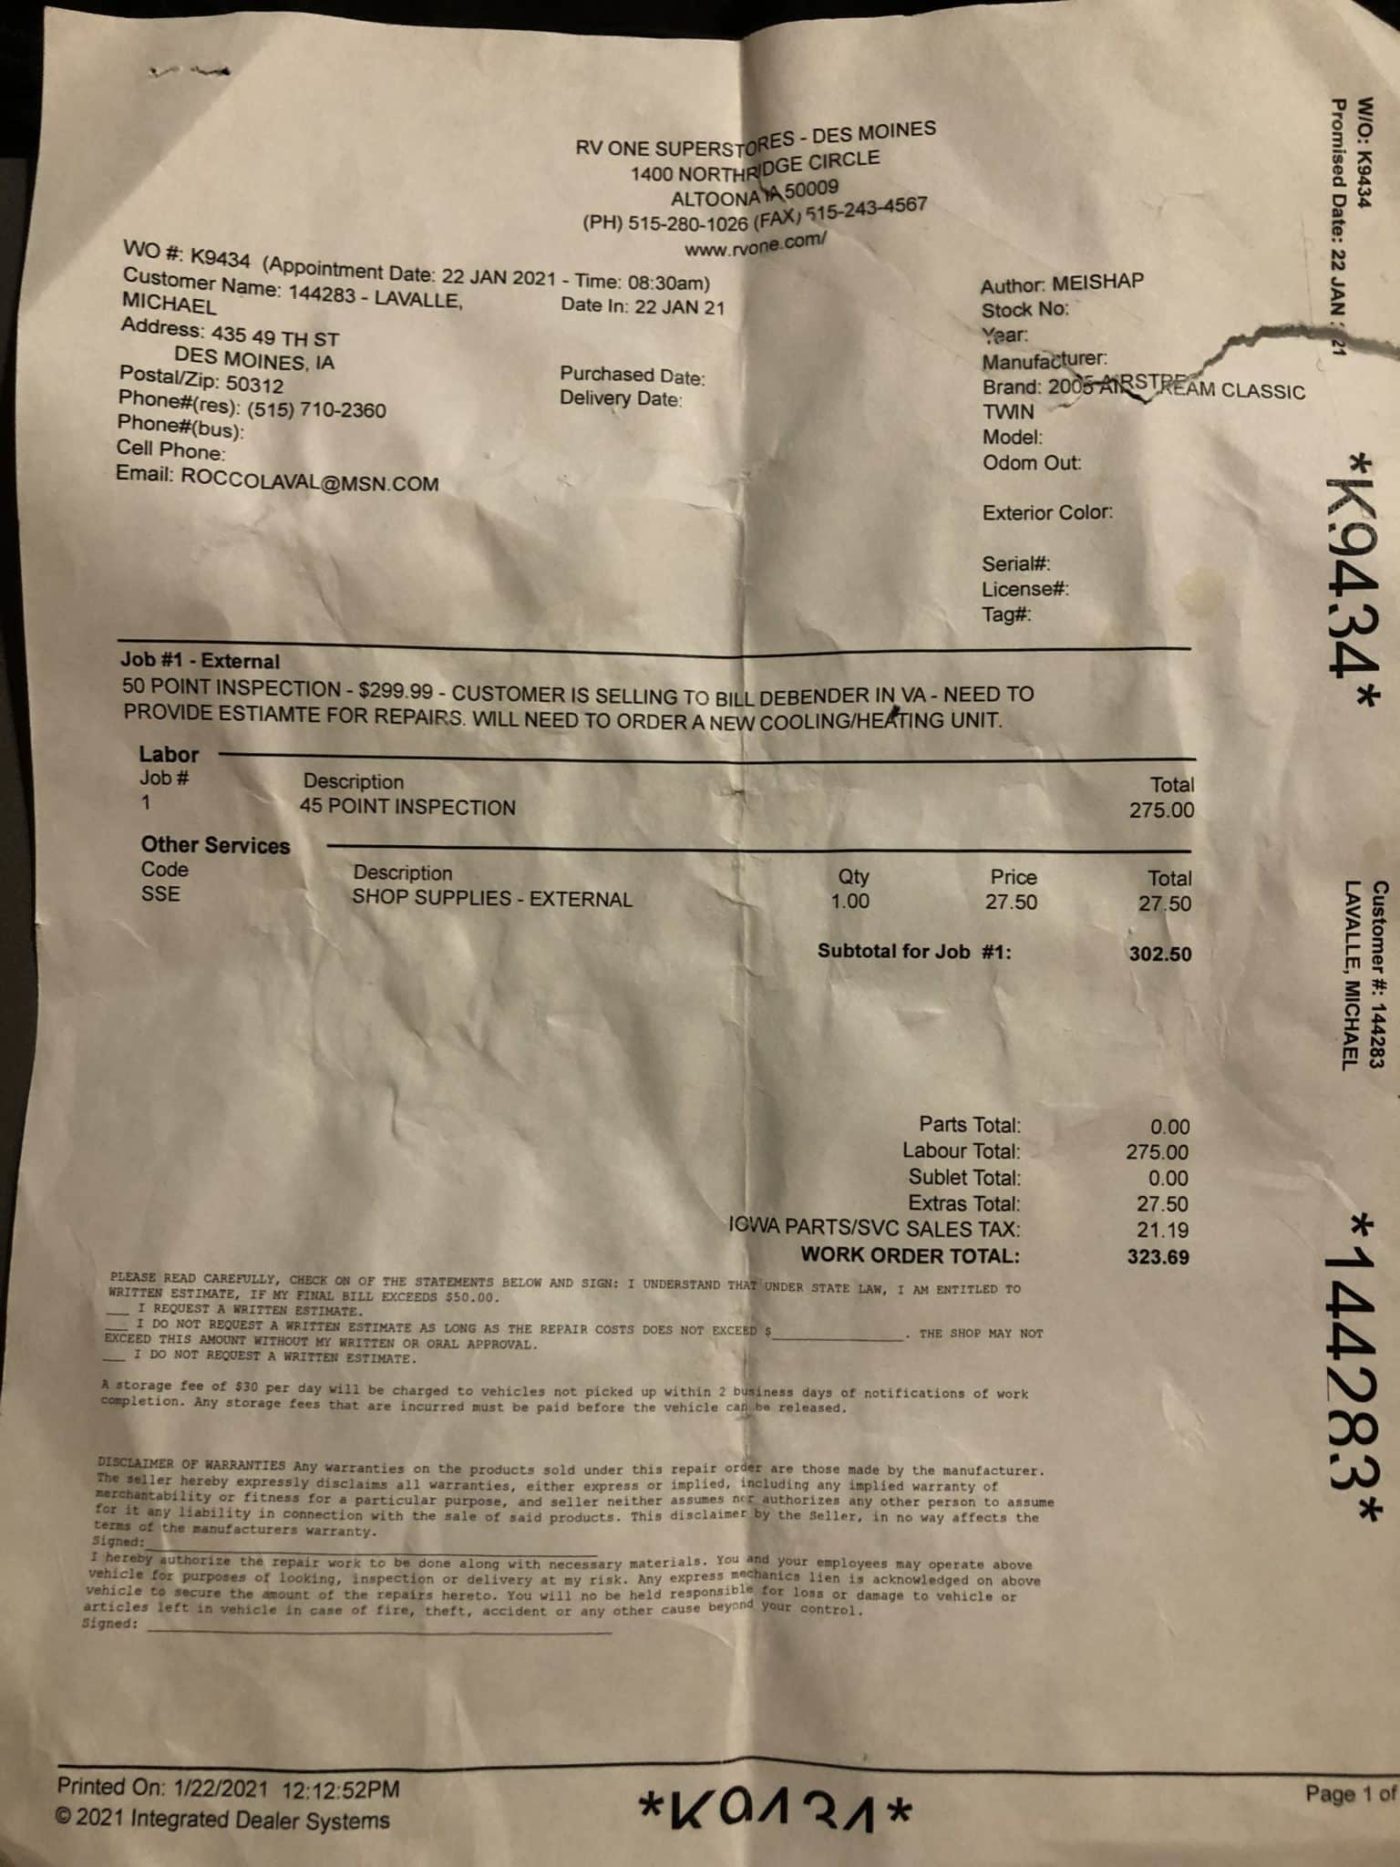 RV ONE SUPERSTORES - DES MOINES
1400 NORTHRIDGE CIRCLE
ALTOONA IA 50009
(PH) 515-280-1026 (FAX) 515-243-4567
www.rvone.com/
WO #: K9434 (Appointment Date: 22 JAN 2021 - Time: 08:30am)
Customer Name: 144283 - LAVALLE,
MICHAEL
Date In: 22 JAN 21
Address: 435 49 TH ST
DES MOINES, IA
Postal/Zip: 50312
Phone#(res): (515) 710-2360
Phone#(bus):
Cell Phone:
Email: ROCCOLAVAL@MSN.COM
Purchased Date:
Delivery Date:
Author: MEISHAP
Stock No:
Year:
Manufacturer:
Brand: 2005 AIRSTREAM CLASSIC
TWIN
Model:
Odom Out:
Exterior Color:
Serial#:
License#:
Tag#:
W/O: K9434
Promised Date: 22 JAN 21
*K9434*
Customer #: 144283
LAVALLE, MICHAEL
*144283*
Job #1 - External
50 POINT INSPECTION - $299.99 - CUSTOMER IS SELLING TO BILL DEBENDER IN VA - NEED TO
PROVIDE ESTIAMTE FOR REPAIRS. WILL NEED TO ORDER A NEW COOLING/HEATING UNIT.
Labor
Job # Description Total
1 45 POINT INSPECTION 275.00
Other Services
Code Description Qty Price Total
SSE SHOP SUPPLIES - EXTERNAL 1.00 27.50 27.50
Subtotal for Job #1: 302.50
Parts Total: 0.00
Labour Total: 275.00
Sublet Total: 0.00
Extras Total: 27.50
IOWA PARTS/SVC SALES TAX: 21.19
WORK ORDER TOTAL: 323.69
PLEASE READ CAREFULLY, CHECK ON OF THE STATEMENTS BELOW AND SIGN: I UNDERSTAND THAT UNDER STATE LAW, I AM ENTITLED TO
WRITTEN ESTIMATE, IF MY FINAL BILL EXCEEDS $50.00.
___ I REQUEST A WRITTEN ESTIMATE.
___ I DO NOT REQUEST A WRITTEN ESTIMATE AS LONG AS THE REPAIR COSTS DOES NOT EXCEED $______________. THE SHOP MAY NOT
EXCEED THIS AMOUNT WITHOUT MY WRITTEN OR ORAL APPROVAL.
___ I DO NOT REQUEST A WRITTEN ESTIMATE.
A storage fee of $30 per day will be charged to vehicles not picked up within 2 business days of notifications of work
completion. Any storage fees that are incurred must be paid before the vehicle can be released.
DISCLAIMER OF WARRANTIES Any warranties on the products sold under this repair order are those made by the manufacturer.
The seller hereby expressly disclaims all warranties, either express or implied, including any implied warranty of
merchantability or fitness for a particular purpose, and seller neither assumes nor authorizes any other person to assume
for it any liability in connection with the sale of said products. This disclaimer by the Seller, in no way affects the
terms of the manufacturers warranty.
Signed:
I hereby authorize the repair work to be done along with necessary materials. You and your employees may operate above
vehicle for purposes of looking, inspection or delivery at my risk. Any express mechanics lien is acknowledged on above
vehicle to secure the amount of the repairs hereto. You will no be held responsible for loss or damage to vehicle or
articles left in vehicle in case of fire, theft, accident or any other cause beyond your control.
Signed:
Printed On: 1/22/2021 12:12:52PM
© 2021 Integrated Dealer Systems
Page 1 of